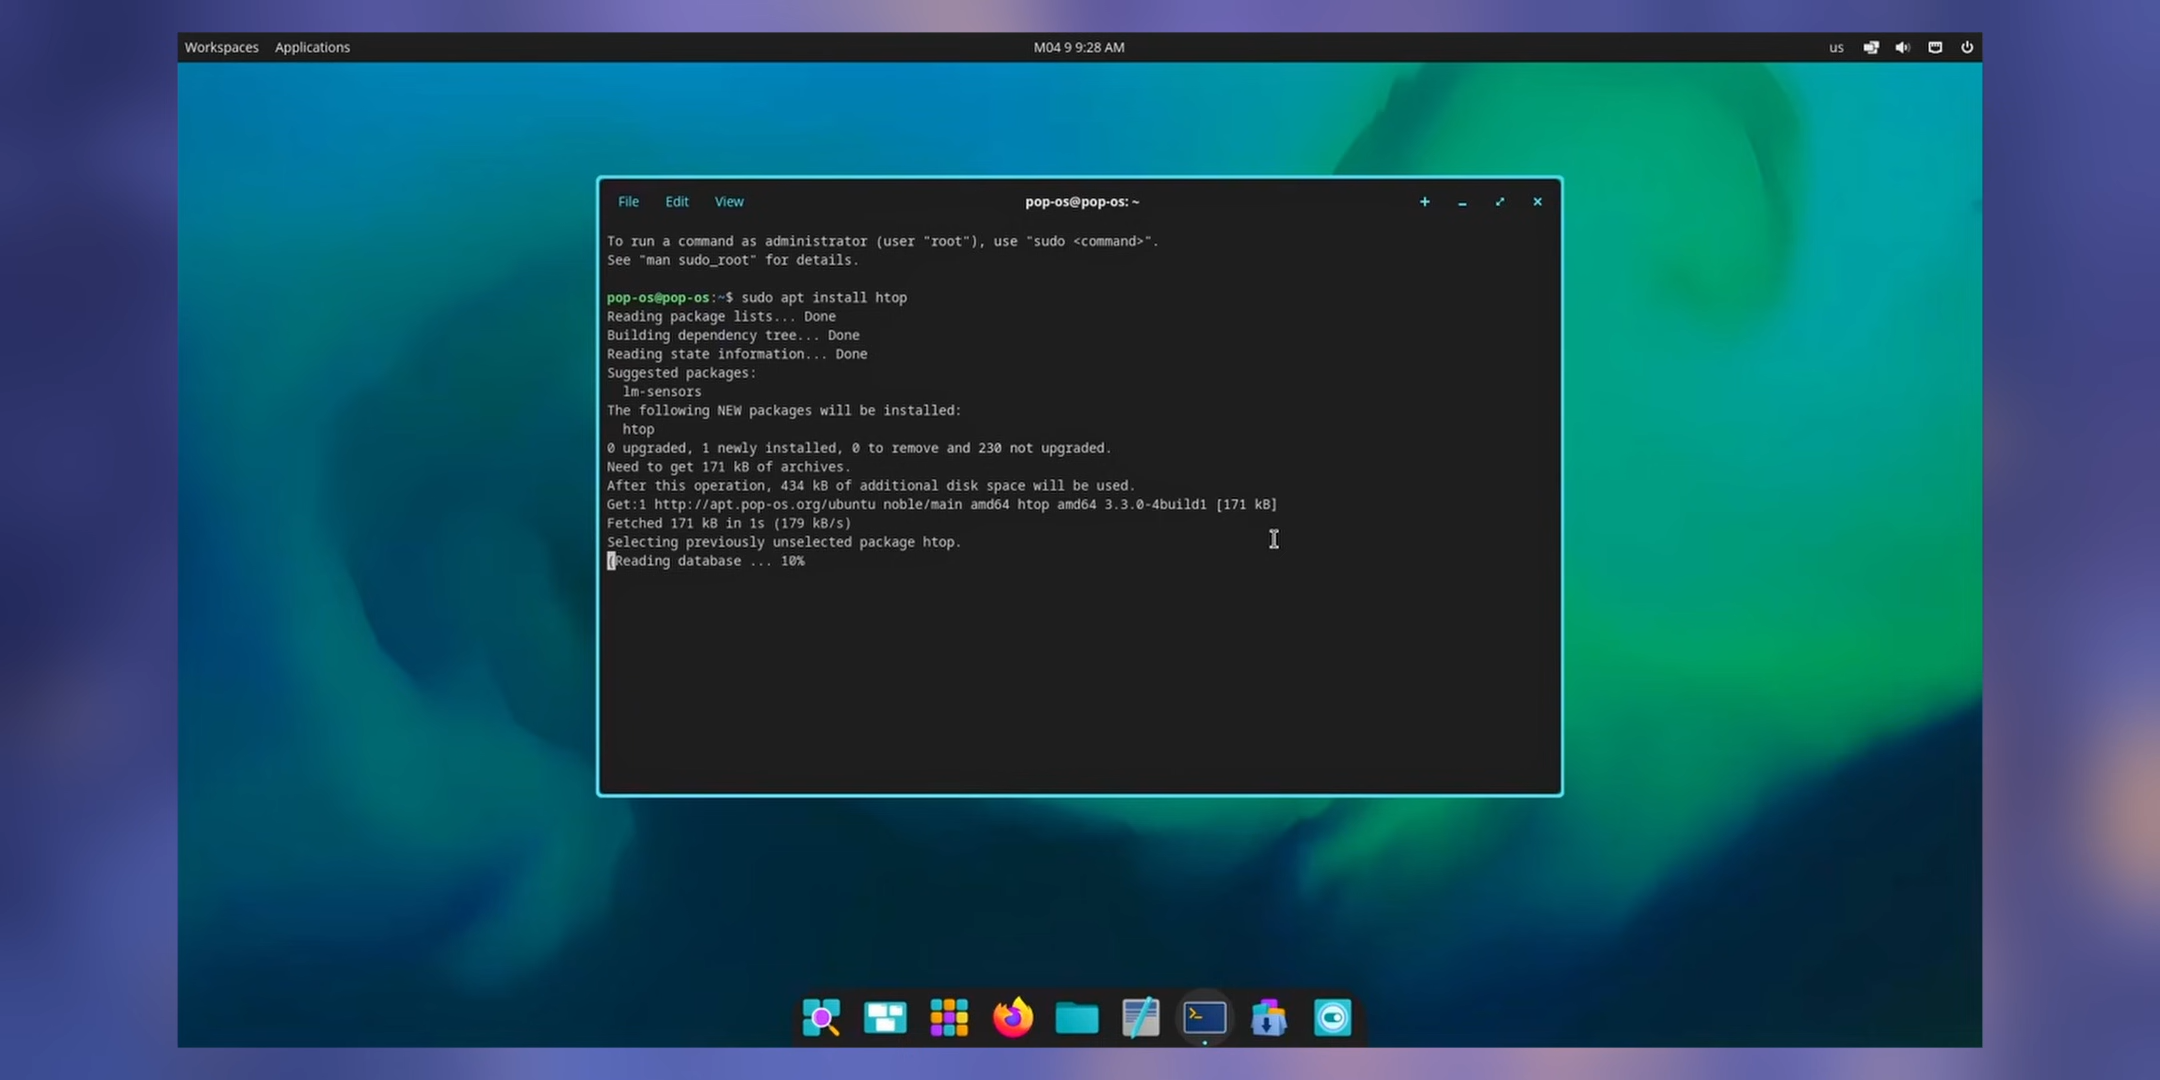 Workspaces Applications M04 9 9:28 AM us
File Edit View pop-os@pop-os: ~
To run a command as administrator (user "root"), use "sudo <command>".
See "man sudo_root" for details.
pop-os@pop-os:~$ sudo apt install htop
Reading package lists... Done
Building dependency tree... Done
Reading state information... Done
Suggested packages:
  lm-sensors
The following NEW packages will be installed:
  htop
0 upgraded, 1 newly installed, 0 to remove and 230 not upgraded.
Need to get 171 kB of archives.
After this operation, 434 kB of additional disk space will be used.
Get:1 http://apt.pop-os.org/ubuntu noble/main amd64 htop amd64 3.3.0-4build1 [171 kB]
Fetched 171 kB in 1s (179 kB/s)
Selecting previously unselected package htop.
(Reading database ... 10%